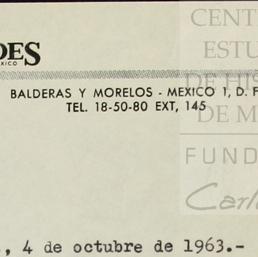 DES
MEXICO
BALDERAS Y MORELOS - MEXICO 1, D. F
TEL. 18-50-80 EXT, 145
4 de octubre de 1963.-
CENT
ESTU
DE HIS
DE M
FUND
Carl